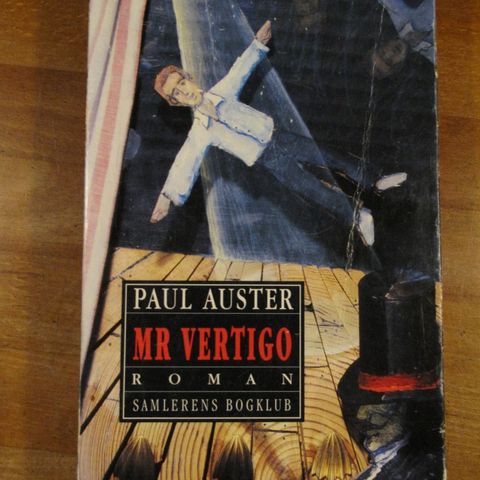 PAUL AUSTER
MR VERTIGO
ROMAN
SAMLERENS BOGKLUB